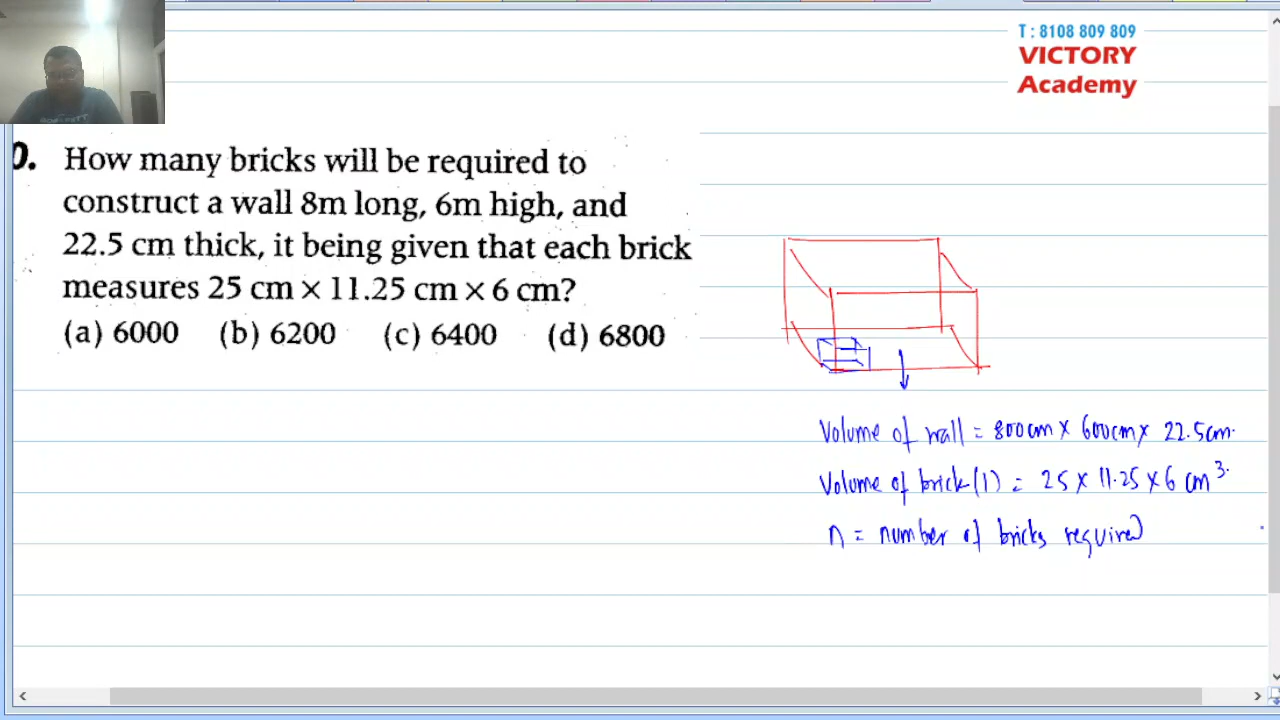 T : 8108 809 809
VICTORY
Academy
0. How many bricks will be required to
construct a wall 8m long, 6m high, and
22.5 cm thick, it being given that each brick
measures 25 cm × 11.25 cm × 6 cm?
(a) 6000 (b) 6200 (c) 6400 (d) 6800
Volume of wall = 800cm × 600cm × 22.5cm.
Volume of brick(1) = 25 × 11.25 × 6 cm³.
n = number of bricks required